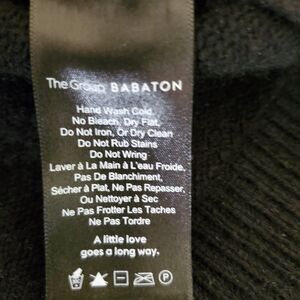 The Group BABATON
Hand Wash Cold,
No Bleach, Dry Flat,
Do Not Iron, Or Dry Clean
Do Not Rub Stains
Do Not Wring
Laver à La Main à L'eau Froide,
Pas De Blanchiment,
Sécher à Plat, Ne Pas Repasser,
Ou Nettoyer à Sec
Ne Pas Frotter Les Taches
Ne Pas Tordre
A little love
goes a long way.